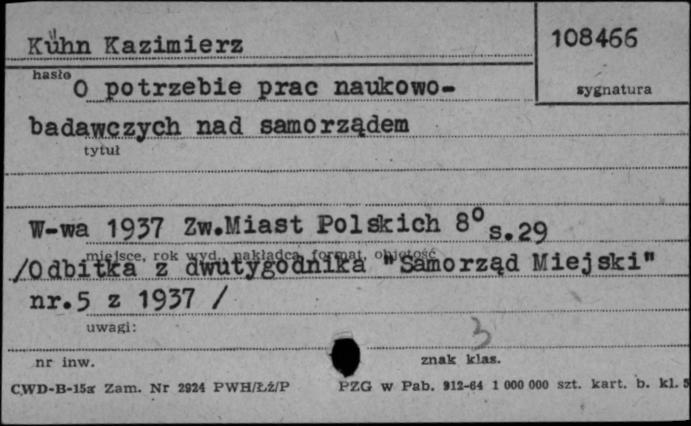 Kühn Kazimierz
108466
hasło
sygnatura
O potrzebie prac naukowo-
badawczych nad samorządem
tytuł
W-wa 1937 Zw.Miast Polskich 8° s.29
miejsce, rok wyd., nakładca, format, objętość
/Odbitka z dwutygodnika "Samorząd Miejski"
nr.5 z 1937 /
uwagi:
3
nr inw.
znak klas.
CWD-B-15a Zam. Nr 2924 PWH/Łź/P PZG w Pab. 912-64 1 000 000 szt. kart. b. kl. 5